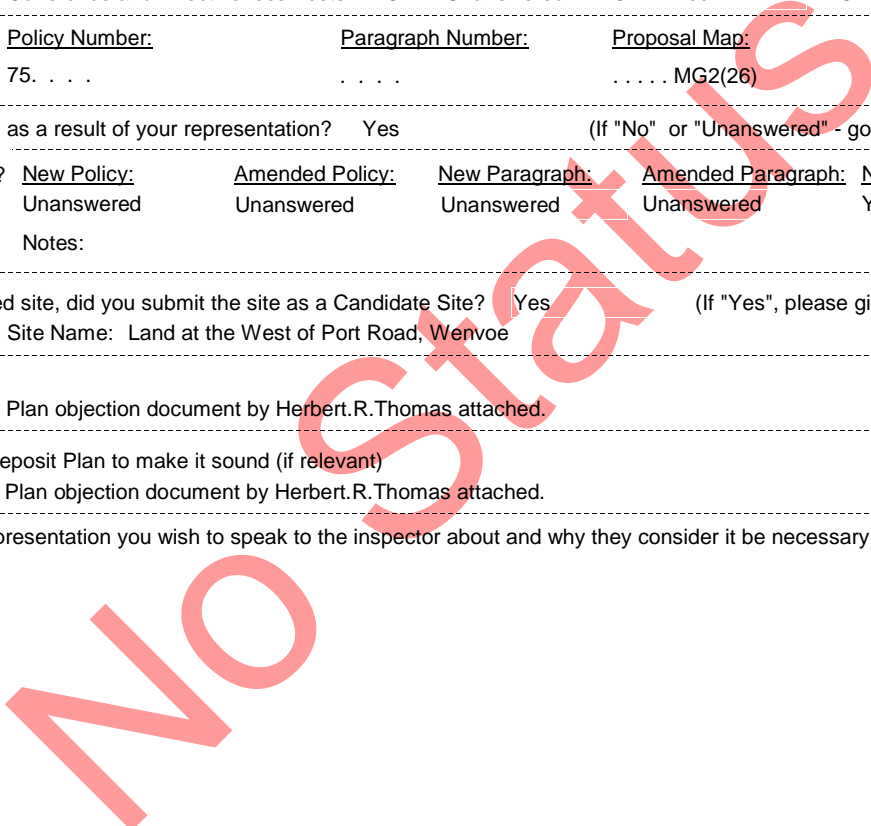 Policy Number: Paragraph Number: Proposal Map:
75. . . . . . . . . . . . . MG2(26)
as a result of your representation? Yes (If "No" or "Unanswered" - go
? New Policy: Amended Policy: New Paragraph: Amended Paragraph: N
Unanswered Unanswered Unanswered Unanswered Y
Notes:
ed site, did you submit the site as a Candidate Site? Yes (If "Yes", please gi
Site Name: Land at the West of Port Road, Wenvoe
Plan objection document by Herbert.R.Thomas attached.
eposit Plan to make it sound (if relevant)
Plan objection document by Herbert.R.Thomas attached.
presentation you wish to speak to the inspector about and why they consider it be necessary
No Status